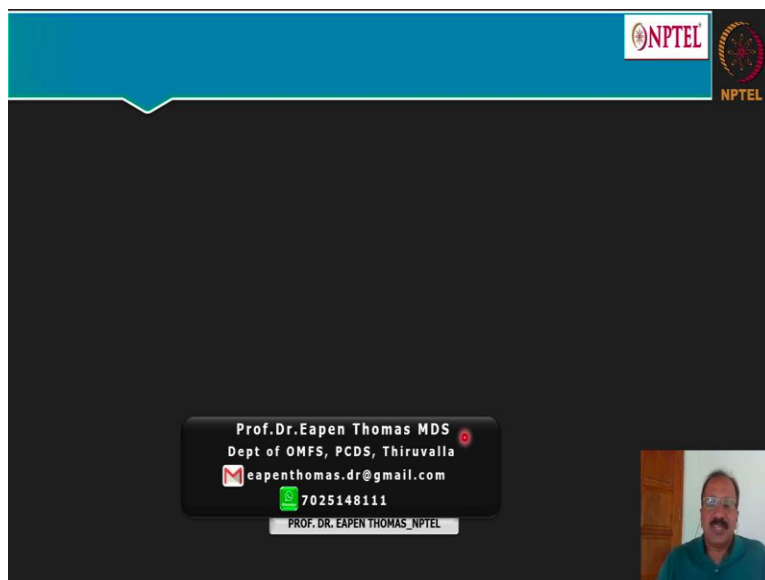 NPTEL
NPTEL
Prof.Dr.Eapen Thomas MDS
Dept of OMFS, PCDS, Thiruvalla
eapenthomas.dr@gmail.com
7025148111
PROF. DR. EAPEN THOMAS_NPTEL